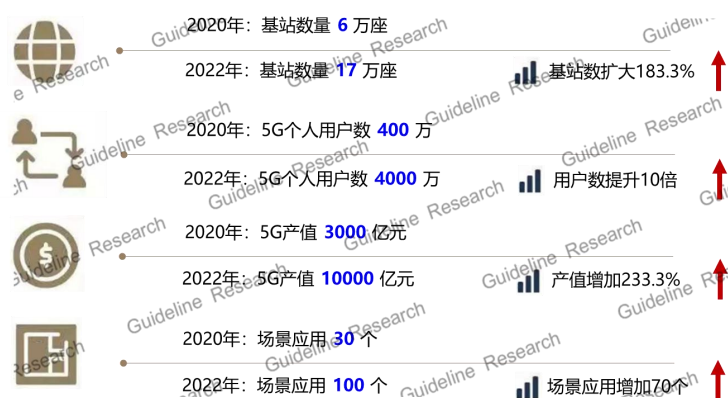 2020年：基站数量 6 万座
2022年：基站数量 17 万座
基站数扩大183.3%
2020年：5G个人用户数 400 万
2022年：5G个人用户数 4000 万
用户数提升10倍
2020年：5G产值 3000 亿元
2022年：5G产值 10000 亿元
产值增加233.3%
2020年：场景应用 30 个
2022年：场景应用 100 个
场景应用增加70个
Guideline Research